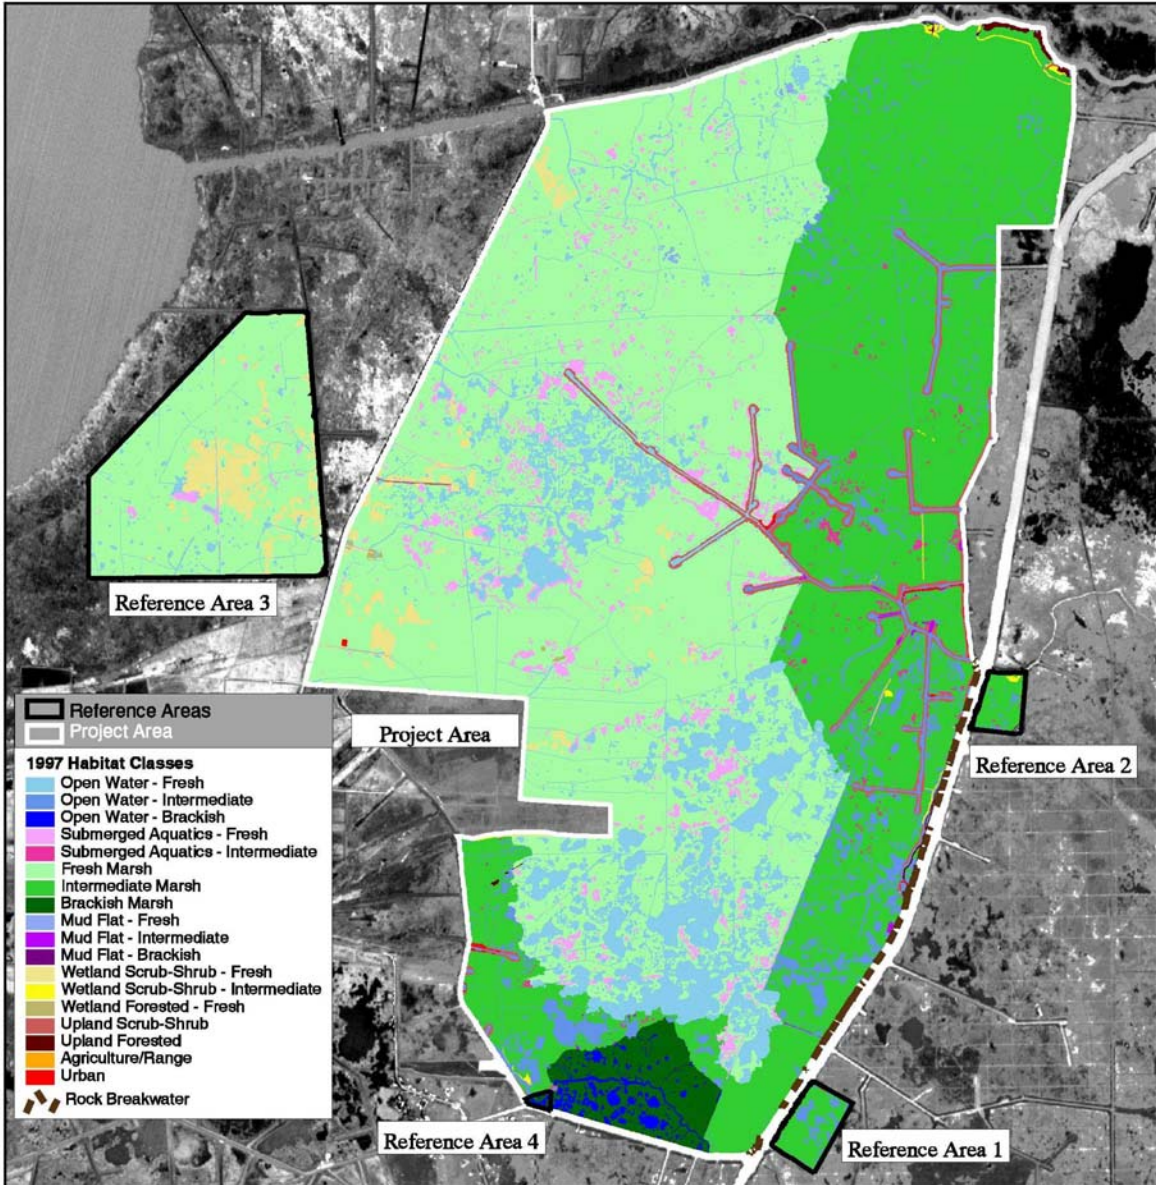 Reference Area 3
Reference Areas
Project Area
Project Area
Reference Area 2
1997 Habitat Classes
Open Water - Fresh
Open Water - Intermediate
Open Water - Brackish
Submerged Aquatics - Fresh
Submerged Aquatics - Intermediate
Fresh Marsh
Intermediate Marsh
Brackish Marsh
Mud Flat - Fresh
Mud Flat - Intermediate
Mud Flat - Brackish
Wetland Scrub-Shrub - Fresh
Wetland Scrub-Shrub - Intermediate
Wetland Forested - Fresh
Upland Scrub-Shrub
Upland Forested
Agriculture/Range
Urban
Rock Breakwater
Reference Area 4
Reference Area 1